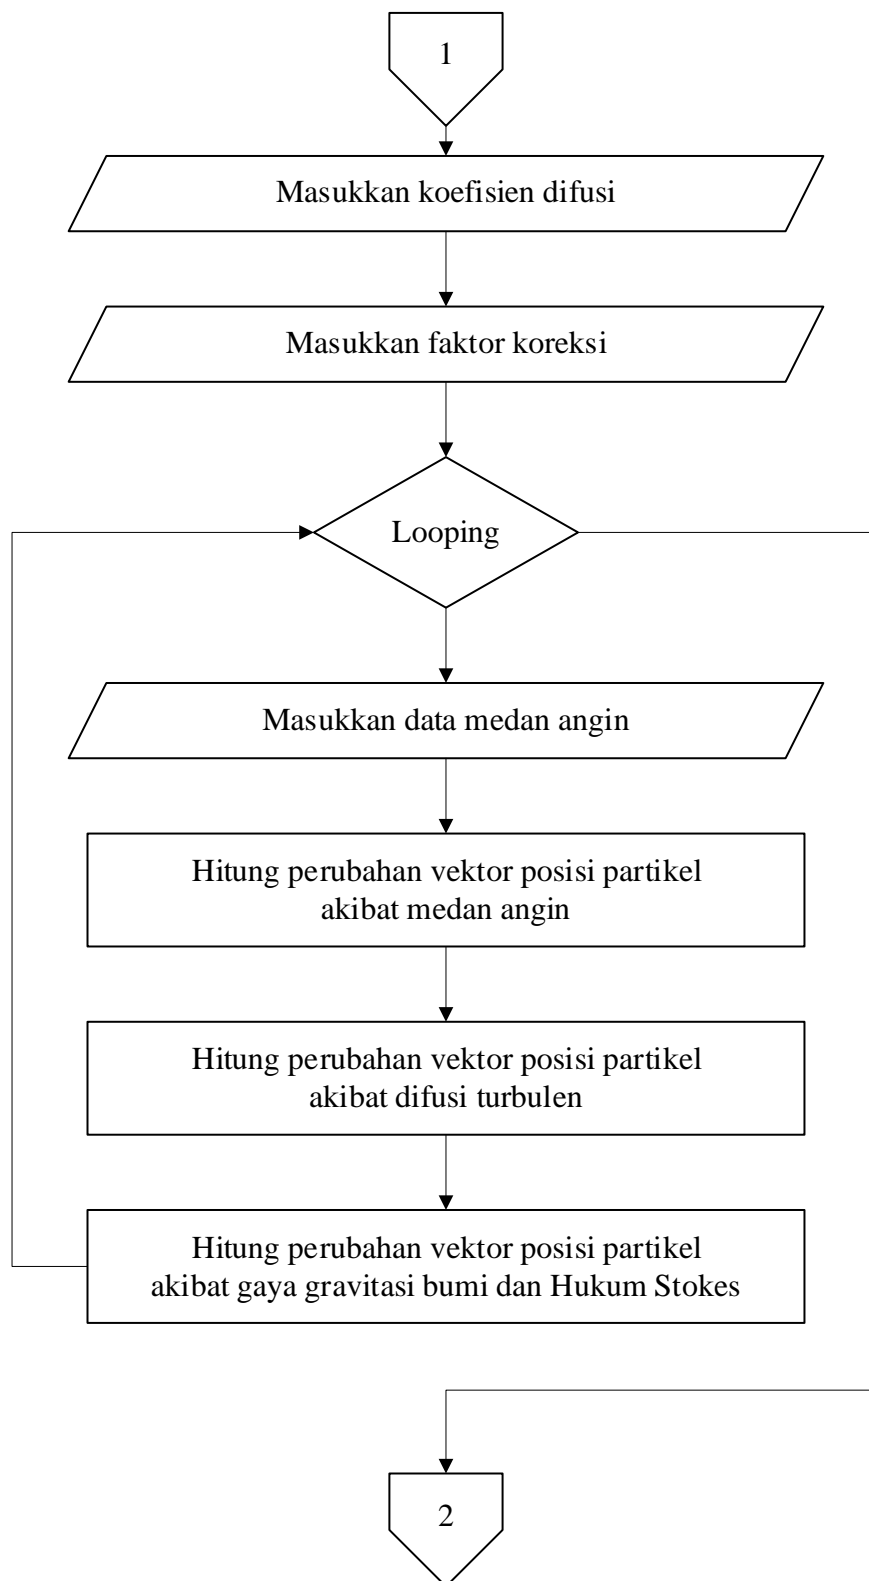 1
Masukkan koefisien difusi
Masukkan faktor koreksi
Looping
Masukkan data medan angin
Hitung perubahan vektor posisi partikel
akibat medan angin
Hitung perubahan vektor posisi partikel
akibat difusi turbulen
Hitung perubahan vektor posisi partikel
akibat gaya gravitasi bumi dan Hukum Stokes
2